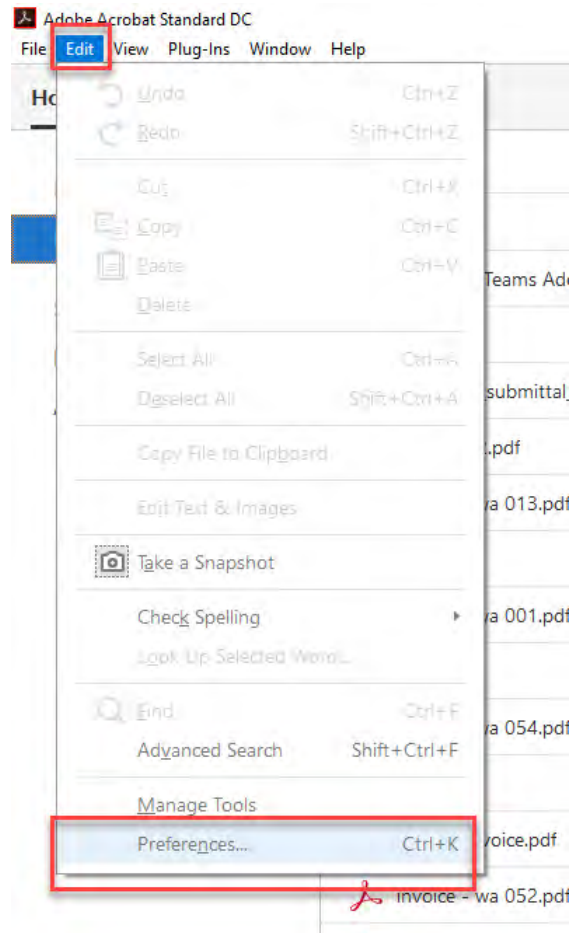 Adobe Acrobat Standard DC
File Edit View Plug-Ins Window Help
Ho
Undo Ctrl+Z
Redo Shift+Ctrl+Z
Cut Ctrl+X
Copy Ctrl+C
Paste Ctrl+V
Teams Ad
Delete
Select All Ctrl+A
submittal_
Deselect All Shift+Ctrl+A
.pdf
Copy File to Clipboard
wa 013.pdf
Edit Text & Images
Take a Snapshot
Check Spelling
wa 001.pdf
Look Up Selected Word...
Find Ctrl+F
wa 054.pdf
Advanced Search Shift+Ctrl+F
Manage Tools
Preferences... Ctrl+K
voice.pdf
Invoice - wa 052.pdf